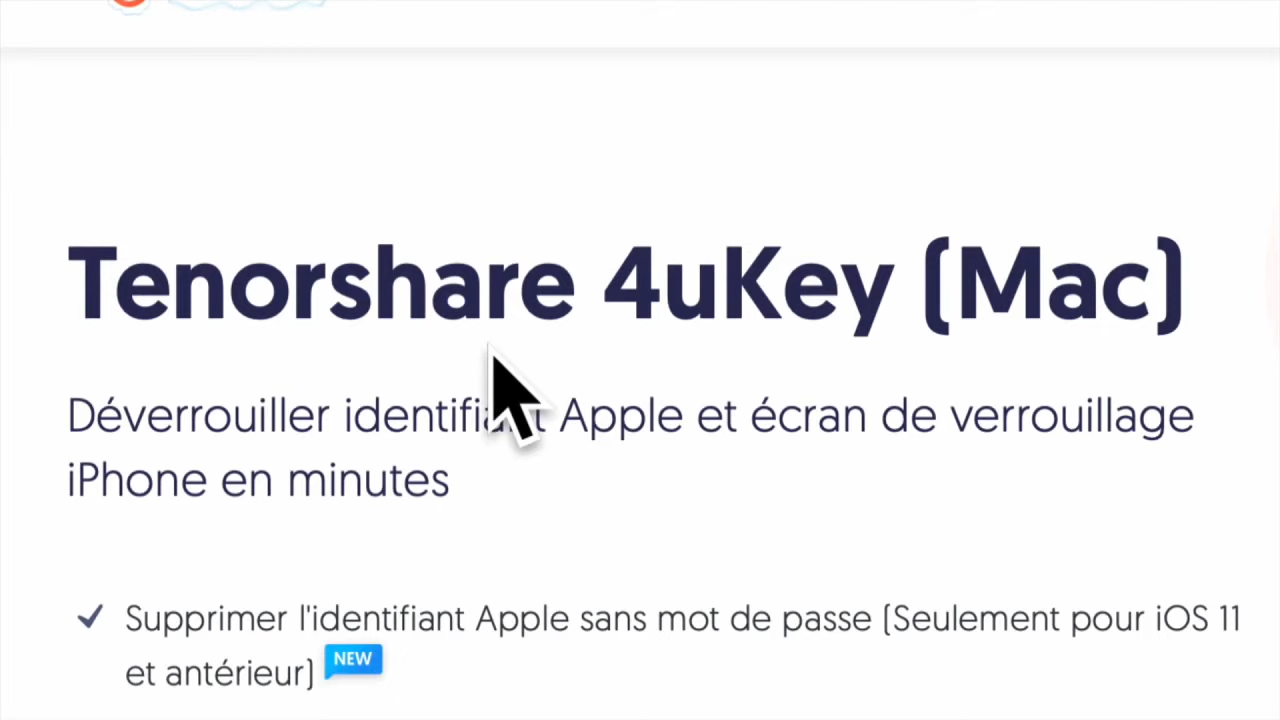 Tenorshare 4uKey (Mac)
Déverrouiller identifiant Apple et écran de verrouillage
iPhone en minutes
Supprimer l'identifiant Apple sans mot de passe (Seulement pour iOS 11
et antérieur) NEW